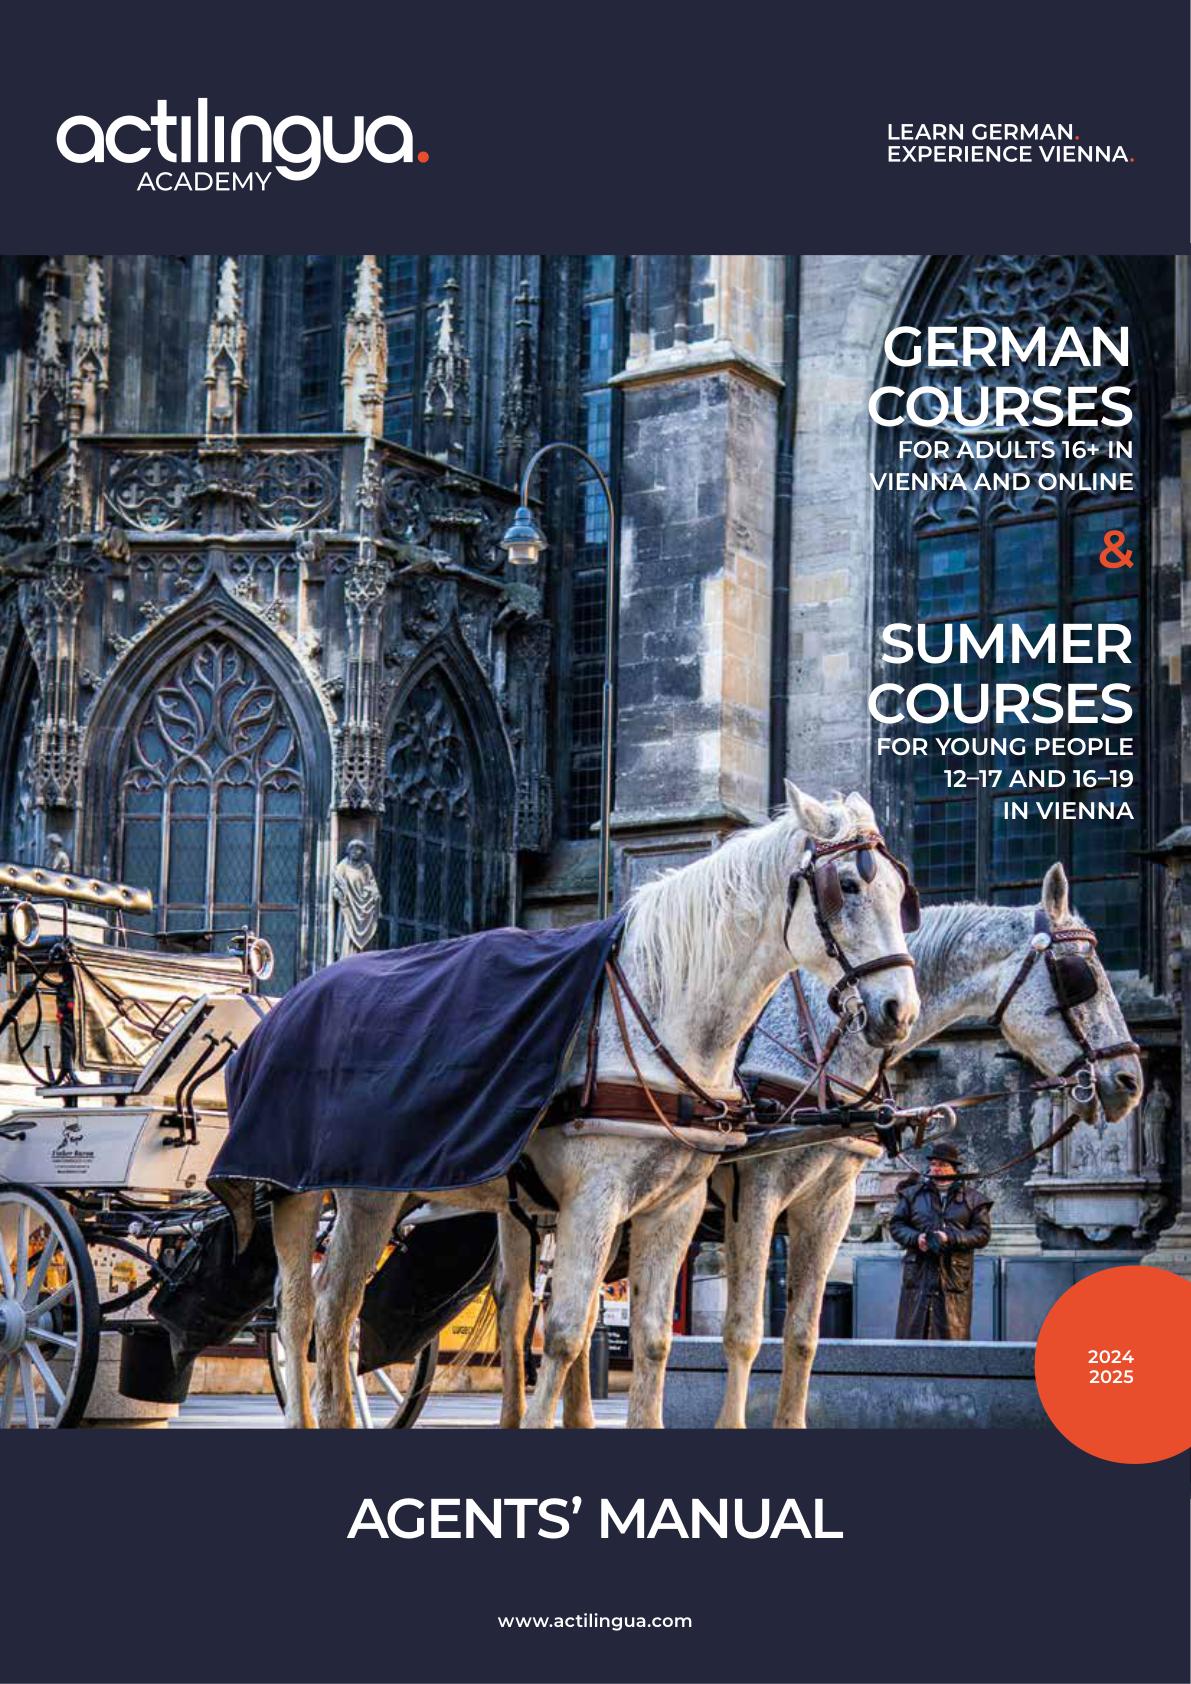 actilingua.
ACADEMY
LEARN GERMAN.
EXPERIENCE VIENNA.
GERMAN
COURSES
FOR ADULTS 16+ IN
VIENNA AND ONLINE
&
SUMMER
COURSES
FOR YOUNG PEOPLE
12–17 AND 16–19
IN VIENNA
2024
2025
AGENTS’ MANUAL
www.actilingua.com